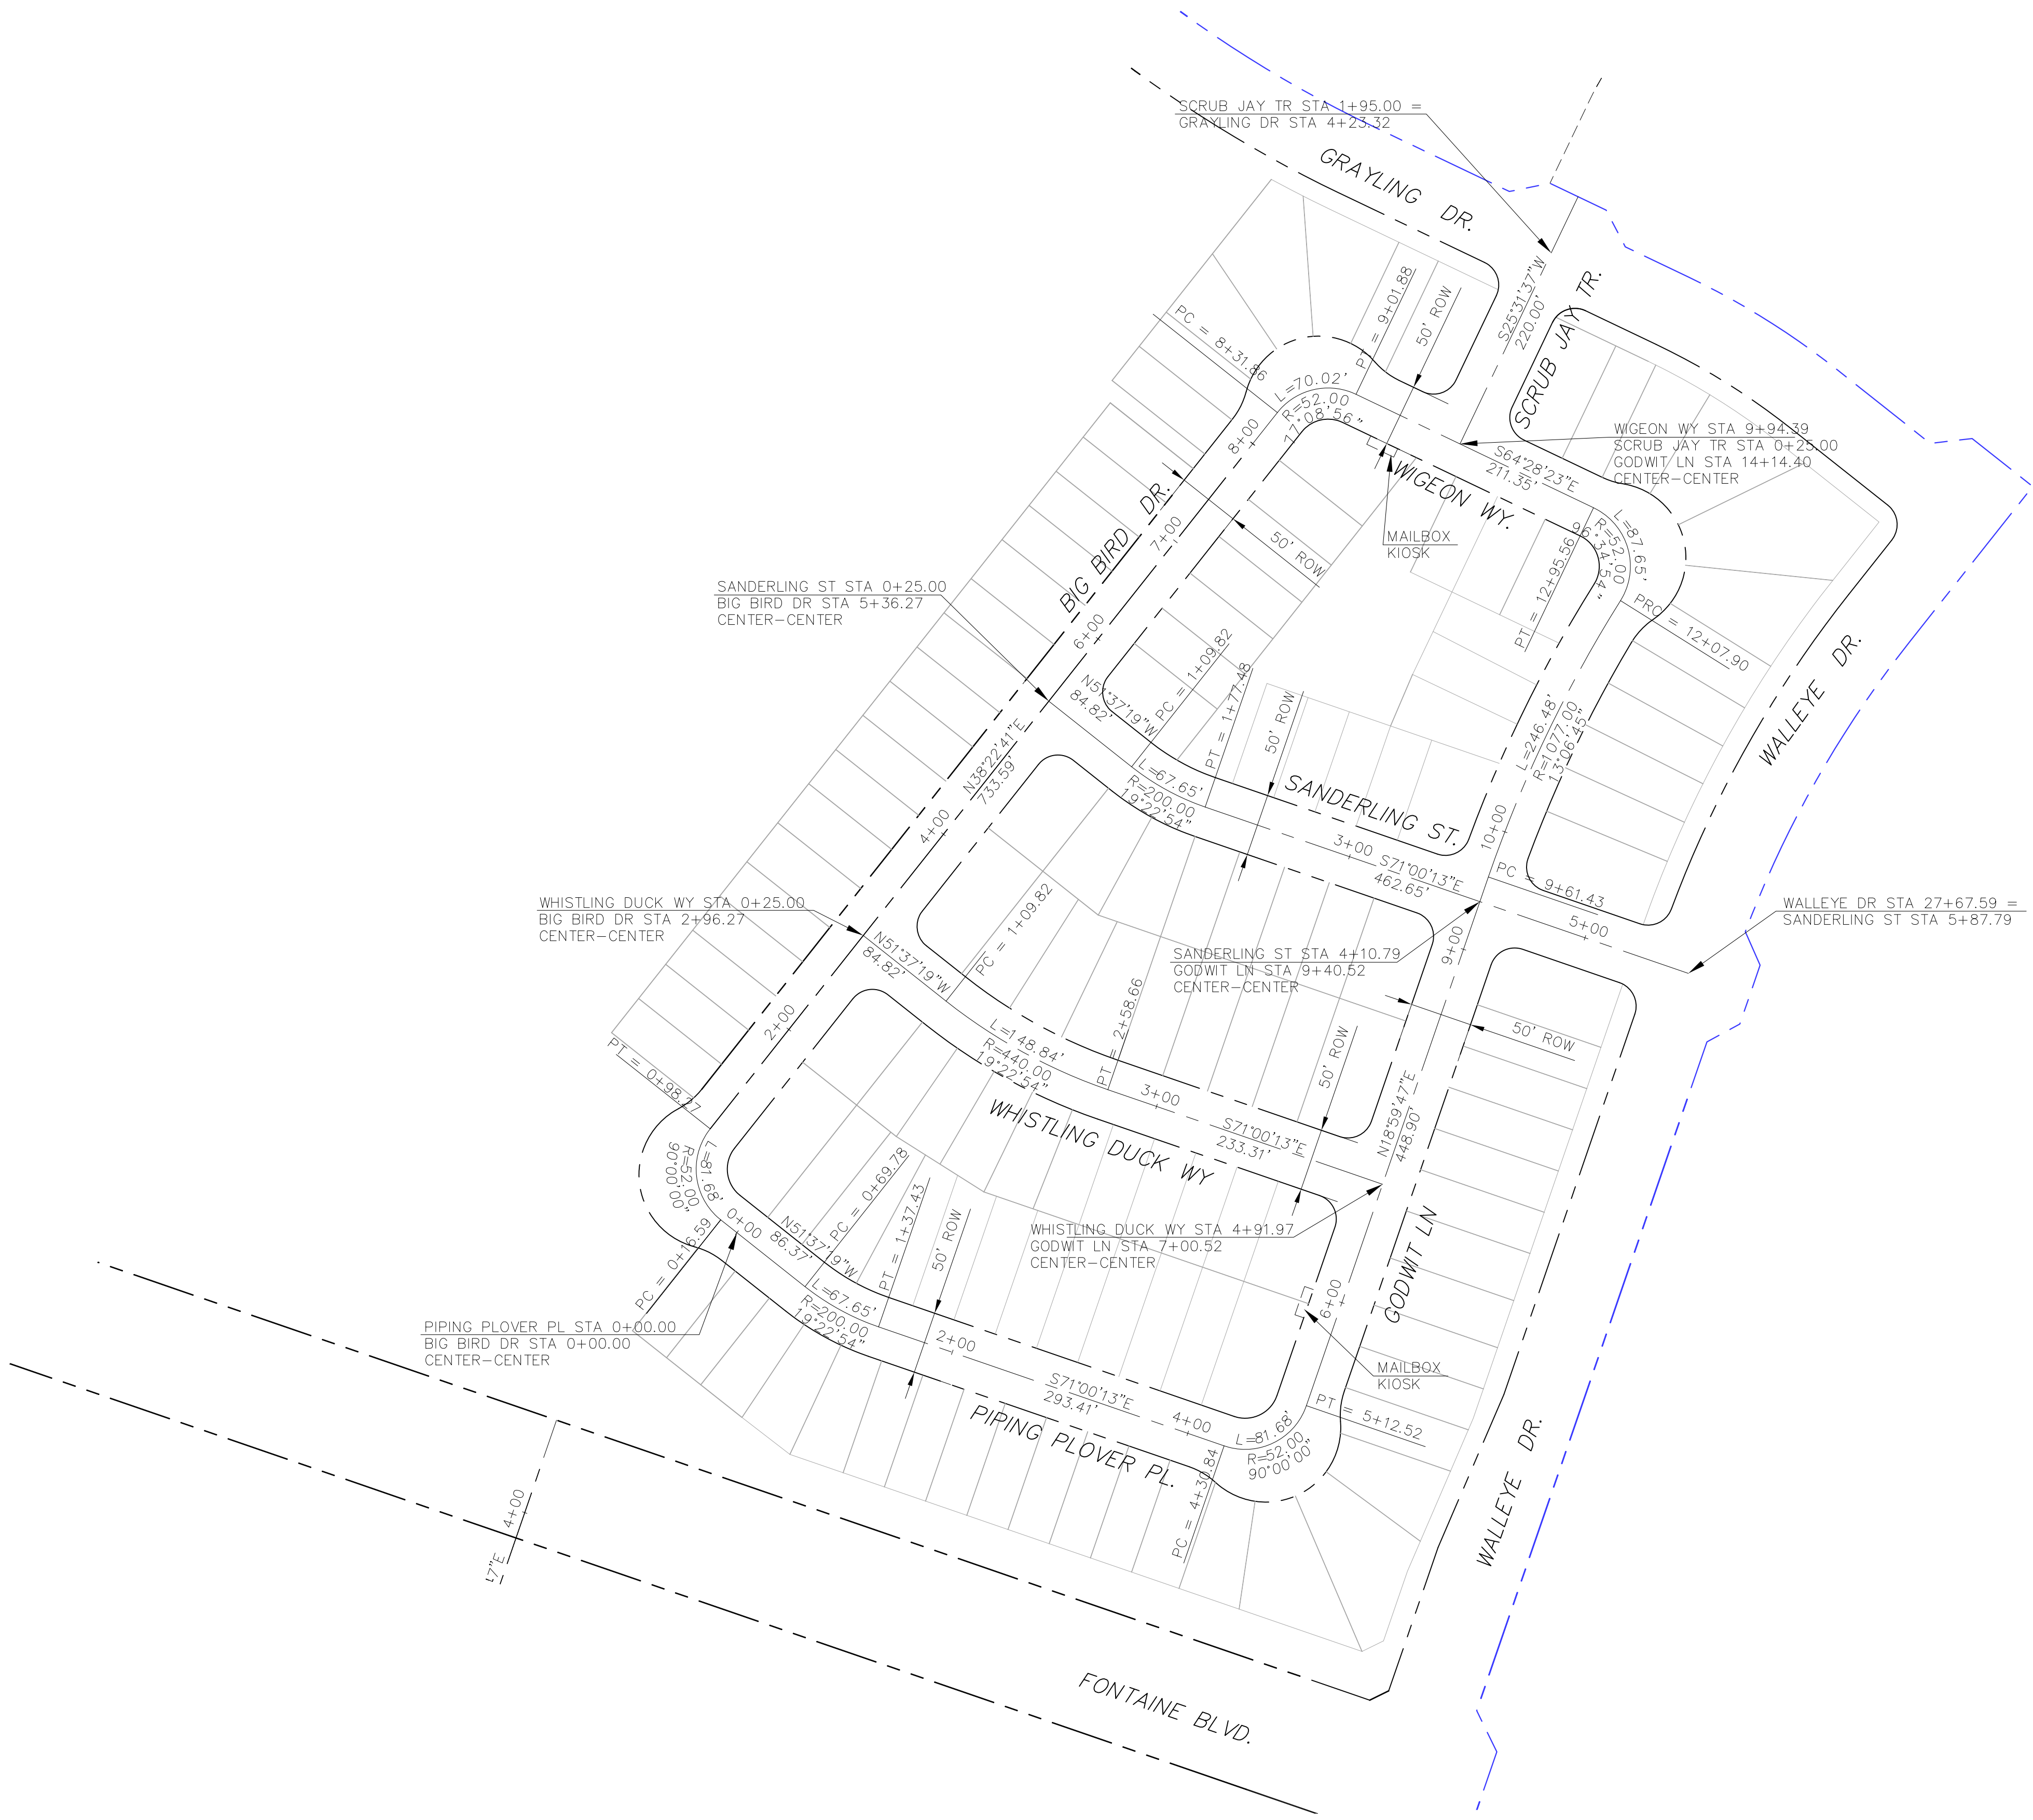 SCRUB JAY TR STA 1+95.00 =
GRAYLING DR STA 4+23.32
GRAYLING DR.
S25°31'37"W
220.00'
SCRUB JAY TR.
PC = 8+31.86
PT = 9+01.88
50' ROW
L=70.02'
R=52.00
77°08'56"
8+00
WIGEON WY STA 9+94.39
SCRUB JAY TR STA 0+25.00
GODWIT LN STA 14+14.40
CENTER-CENTER
S64°28'23"E
211.35'
WIGEON WY.
MAILBOX
KIOSK
L=87.65'
R=52.00
96°34'54"
PT = 12+95.56
PRC = 12+07.90
BIG BIRD DR.
7+00
50' ROW
SANDERLING ST STA 0+25.00
BIG BIRD DR STA 5+36.27
CENTER-CENTER
6+00
WALLEYE DR.
N51°37'19"W
84.82'
PC = 1+09.82
PT = 1+77.48
50' ROW
L=246.48'
R=1077.00'
13°06'45"
N38°22'41"E
733.59'
L=67.65'
R=200.00
19°22'54"
SANDERLING ST.
4+00
3+00
10+00
S71°00'13"E
462.65'
PC = 9+61.43
5+00
WHISTLING DUCK WY STA 0+25.00
BIG BIRD DR STA 2+96.27
CENTER-CENTER
WALLEYE DR STA 27+67.59 =
SANDERLING ST STA 5+87.79
N51°37'19"W
84.82'
PC = 1+09.82
SANDERLING ST STA 4+10.79
GODWIT LN STA 9+40.52
CENTER-CENTER
9+00
50' ROW
2+00
L=148.84'
R=440.00
19°22'54"
PT = 2+58.66
3+00
50' ROW
PT = 0+98.27
WHISTLING DUCK WY
S71°00'13"E
233.31'
N18°59'47"E
448.90'
L=81.68'
R=52.00
90°00'00"
0+00
PC = 0+16.59
N51°37'19"W
86.37'
PC = 0+69.78
PT = 1+37.43
50' ROW
WHISTLING DUCK WY STA 4+91.97
GODWIT LN STA 7+00.52
CENTER-CENTER
GODWIT LN
6+00
PIPING PLOVER PL STA 0+00.00
BIG BIRD DR STA 0+00.00
CENTER-CENTER
L=67.65'
R=200.00
19°22'54"
2+00
MAILBOX
KIOSK
S71°00'13"E
293.41'
PIPING PLOVER PL.
4+00
L=81.68'
R=52.00
90°00'00"
PT = 5+12.52
PC = 4+30.84
WALLEYE DR.
4+00
47"E
FONTAINE BLVD.